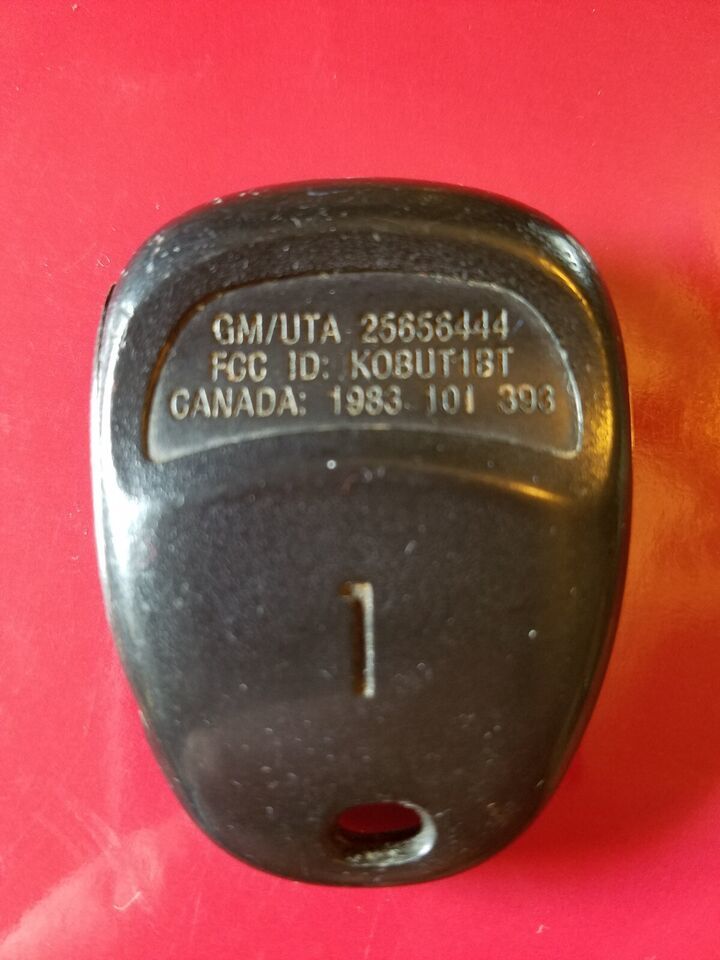 GM/UTA 25656444
FCC ID: KOBUT1BT
CANADA: 1983 101 393
1